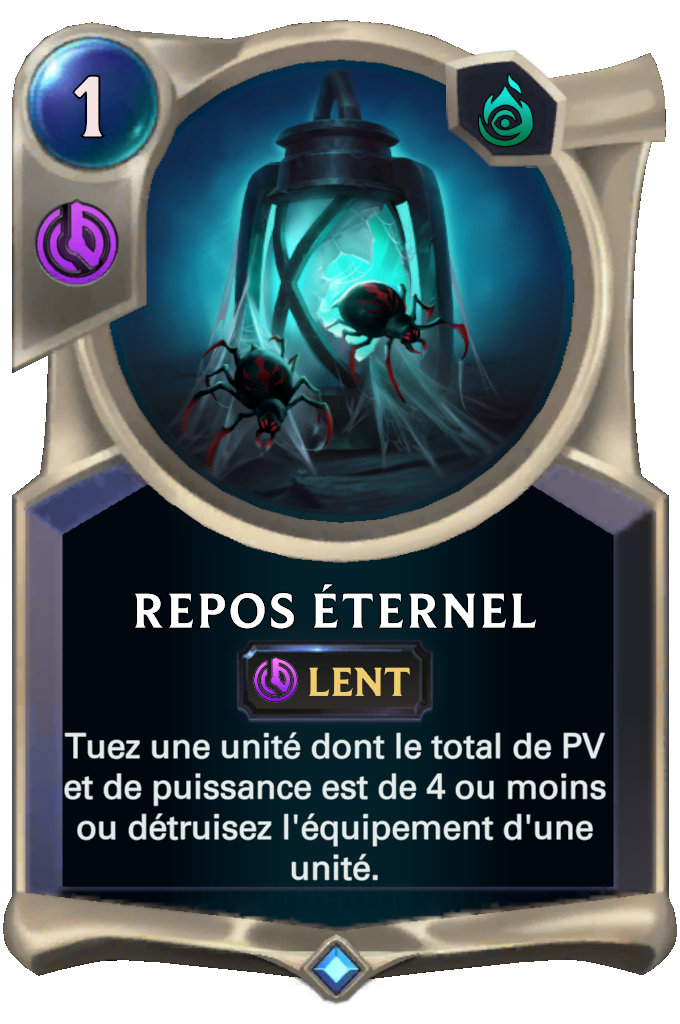 1
REPOS ÉTERNEL
LENT
Tuez une unité dont le total de PV
et de puissance est de 4 ou moins
ou détruisez l'équipement d'une
unité.